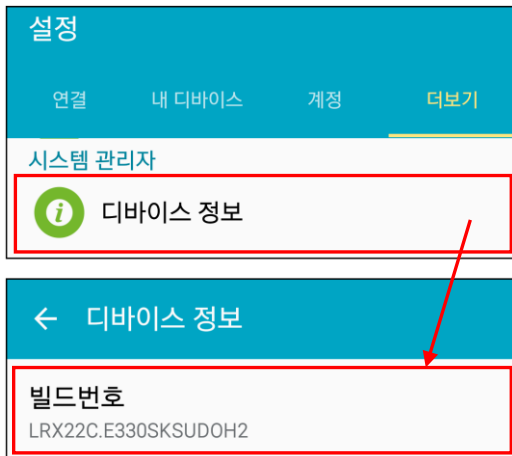 설정
연결 내 디바이스 계정 더보기
시스템 관리자
디바이스 정보
디바이스 정보
빌드번호
LRX22C.E330SKSUDOH2